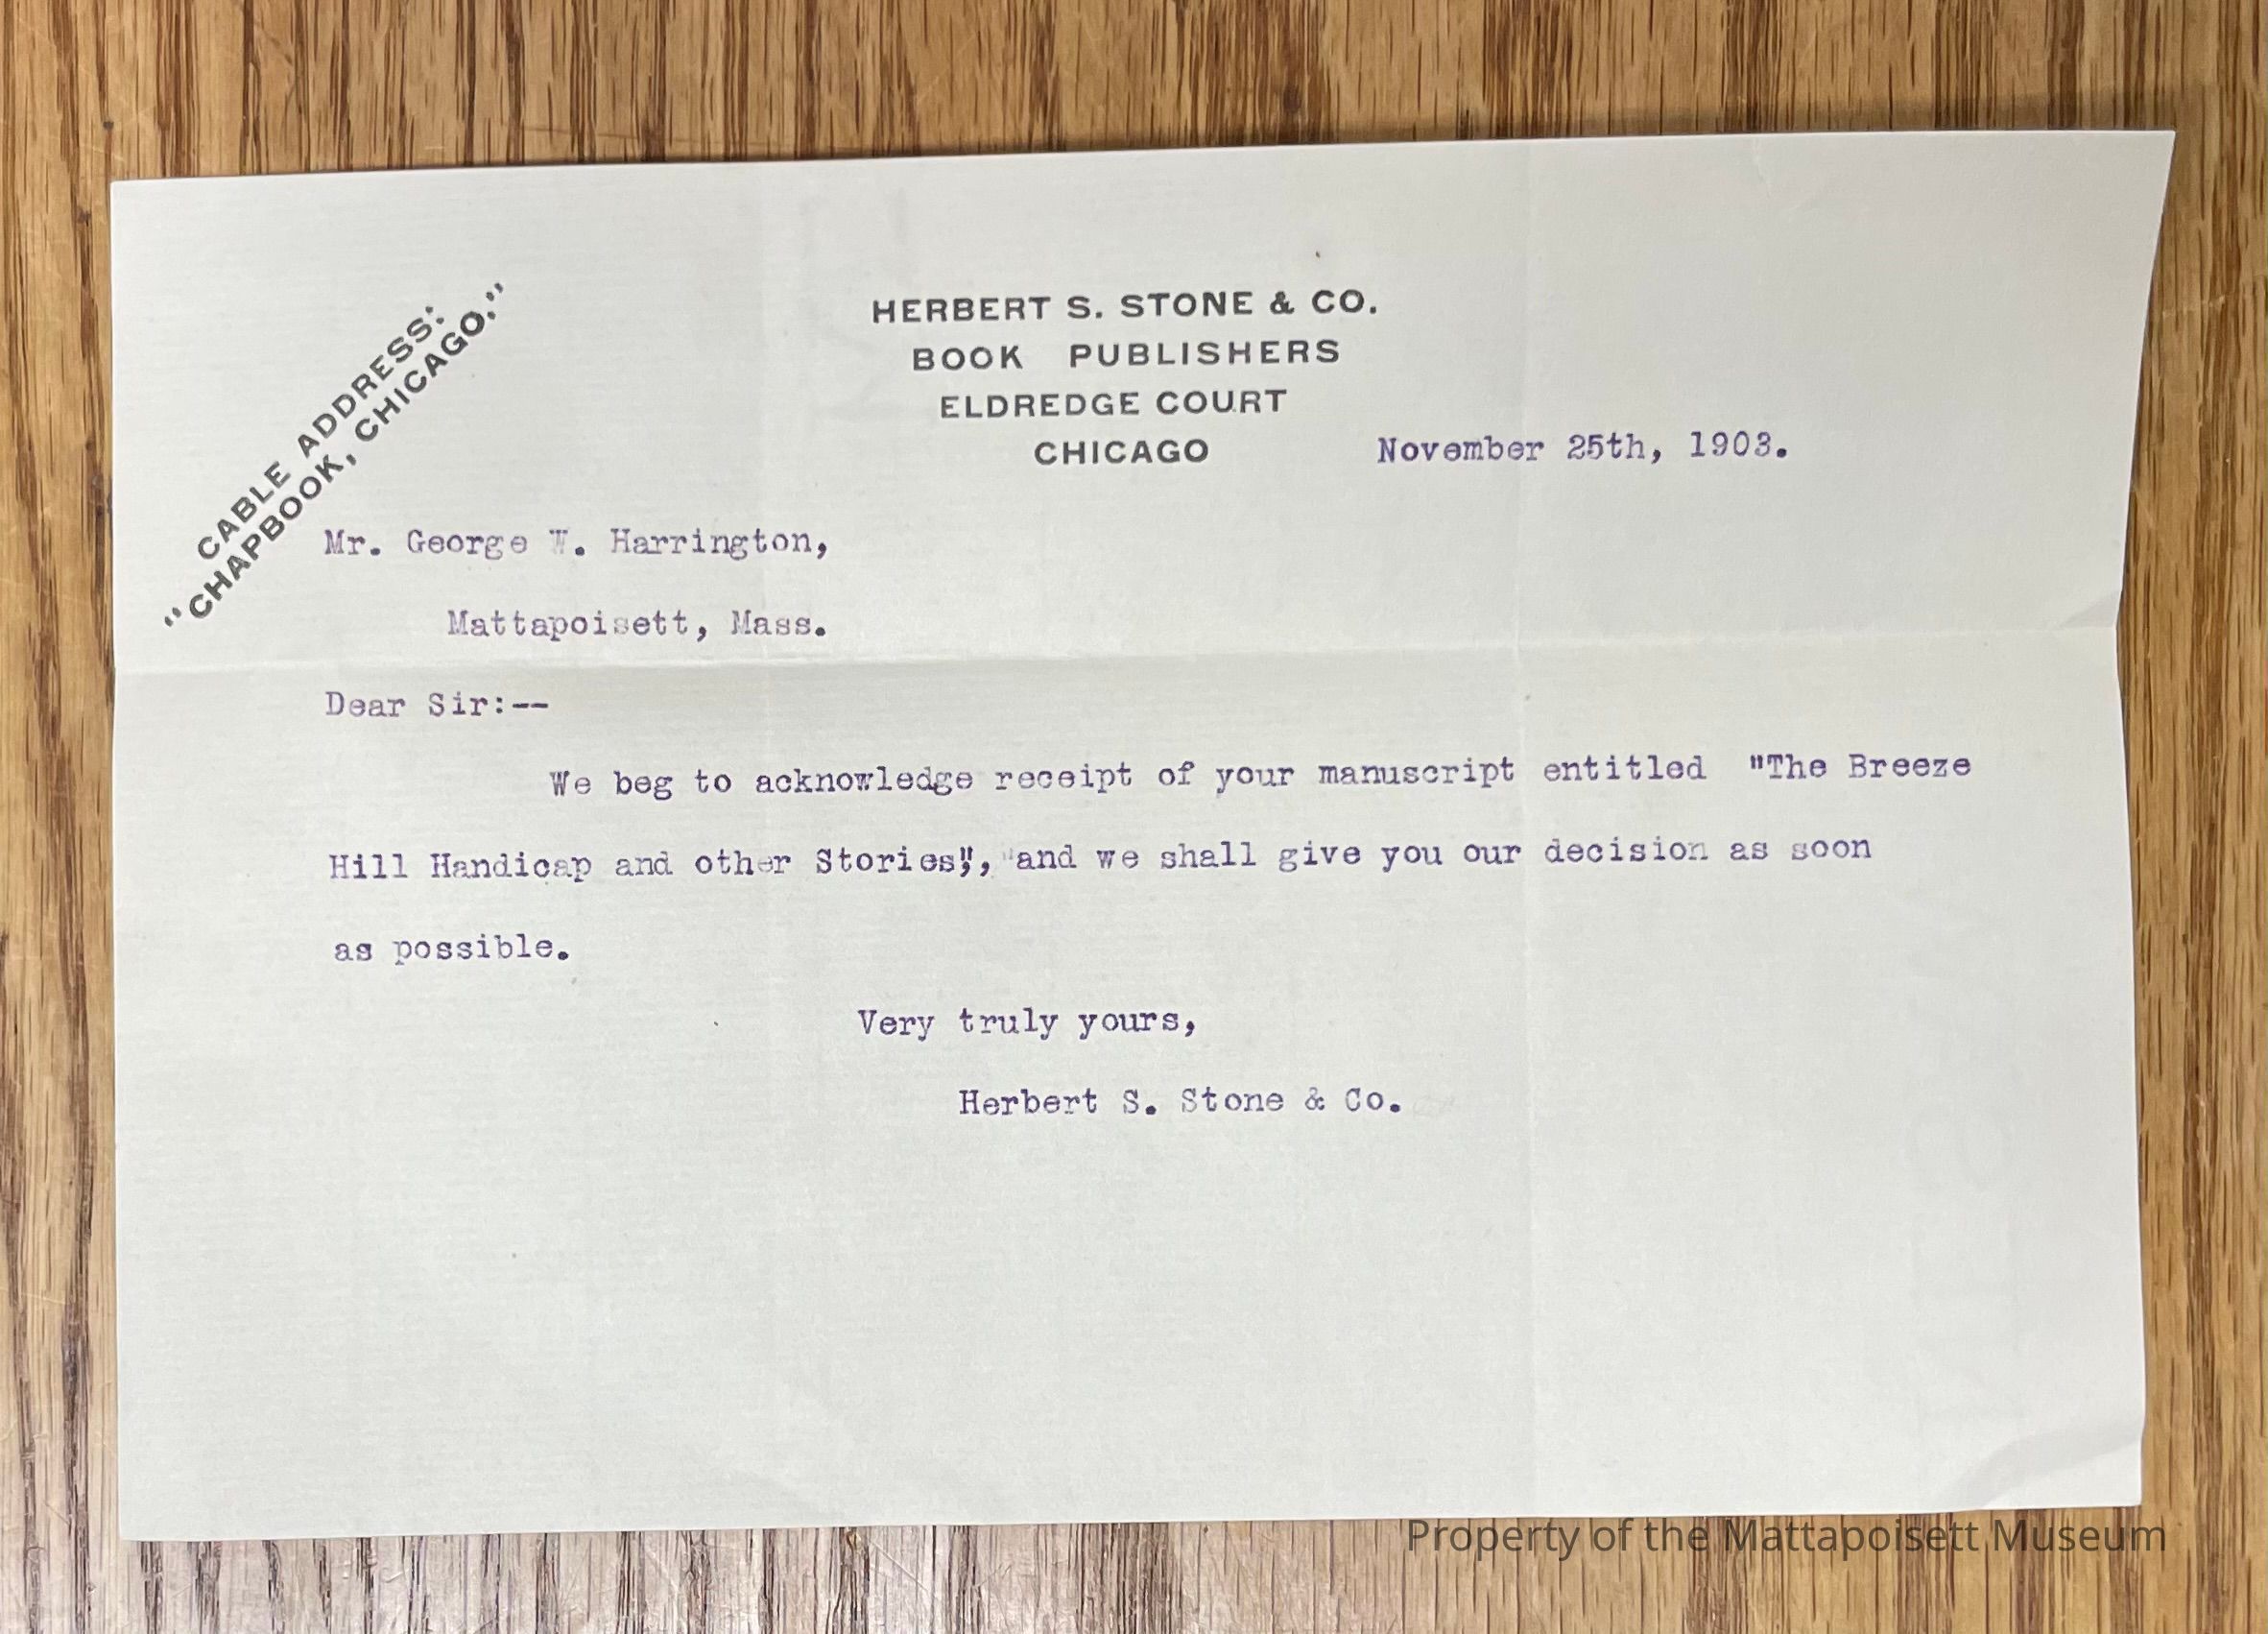 CABLE ADDRESS:
"CHAPBOOK, CHICAGO."
HERBERT S. STONE & CO.
BOOK PUBLISHERS
ELDREDGE COURT
CHICAGO
November 25th, 1903.
Mr. George W. Harrington,
Mattapoisett, Mass.
Dear Sir:--
We beg to acknowledge receipt of your manuscript entitled "The Breeze
Hill Handicap and other Stories", and we shall give you our decision as soon
as possible.
Very truly yours,
Herbert S. Stone & Co.
Property of the Mattapoisett Museum